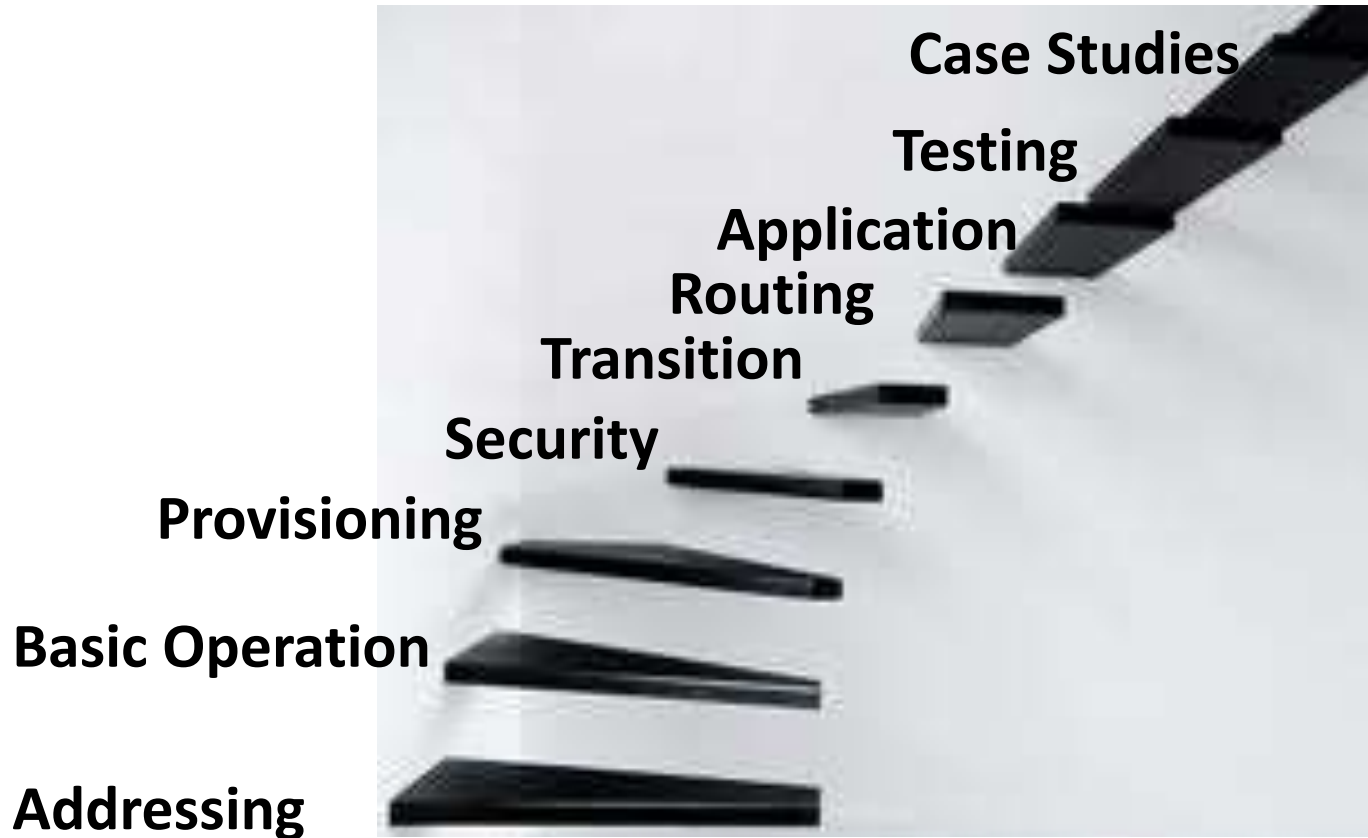 Case Studies
Testing
Application
Routing
Transition
Security
Provisioning
Basic Operation
Addressing